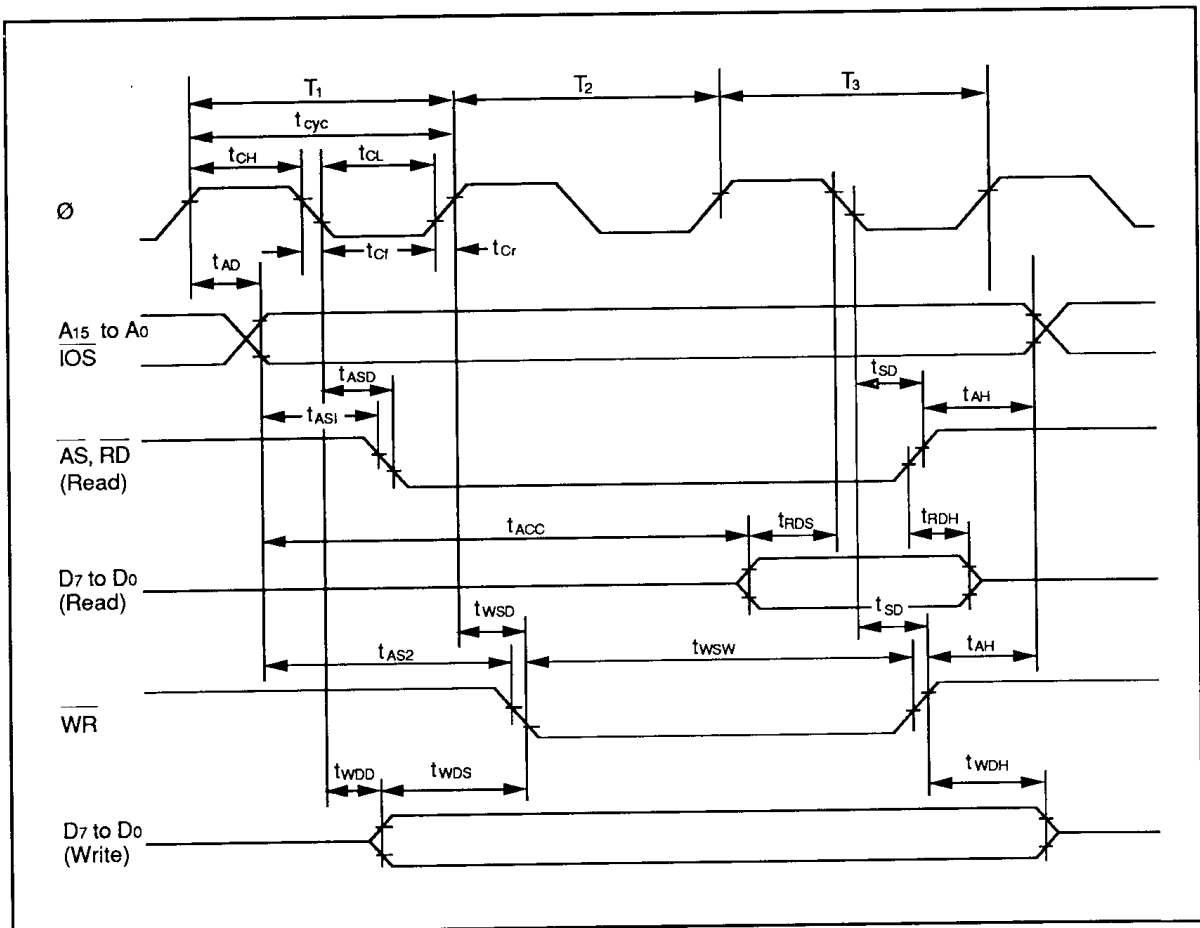 T1 T2 T3
tcyc
tCH tCL
Ø
tCf tCr
tAD
A15 to A0
IOS
tASD tSD
tASI tAH
AS, RD
(Read)
tACC tRDS tRDH
D7 to D0
(Read)
tWSD tSD
tAS2 tWSW tAH
WR
tWDD tWDS tWDH
D7 to D0
(Write)